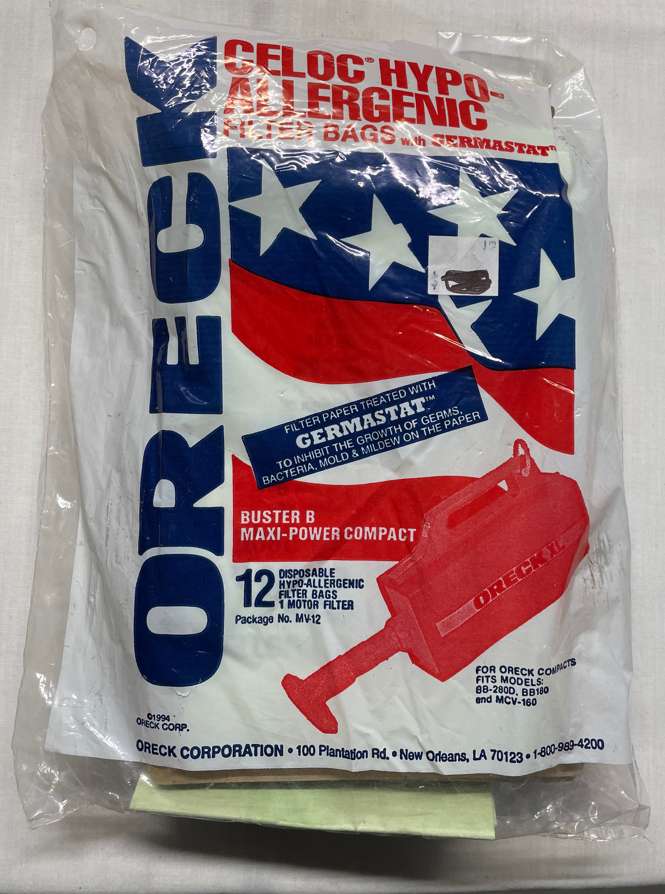 ORECK
CELOC® HYPO-
ALLERGENIC
FILTER BAGS with GERMASTAT
FILTER PAPER TREATED WITH
GERMASTAT™
TO INHIBIT THE GROWTH OF GERMS,
BACTERIA, MOLD & MILDEW ON THE PAPER
BUSTER B
MAXI-POWER COMPACT
12 DISPOSABLE
HYPO-ALLERGENIC
FILTER BAGS
1 MOTOR FILTER
Package No. MV-12
ORECK XL
FOR ORECK COMPACTS
FITS MODELS:
BB-280D, BB180
and MCV-160
©1994
ORECK CORP.
ORECK CORPORATION • 100 Plantation Rd. • New Orleans, LA 70123 • 1-800-989-4200